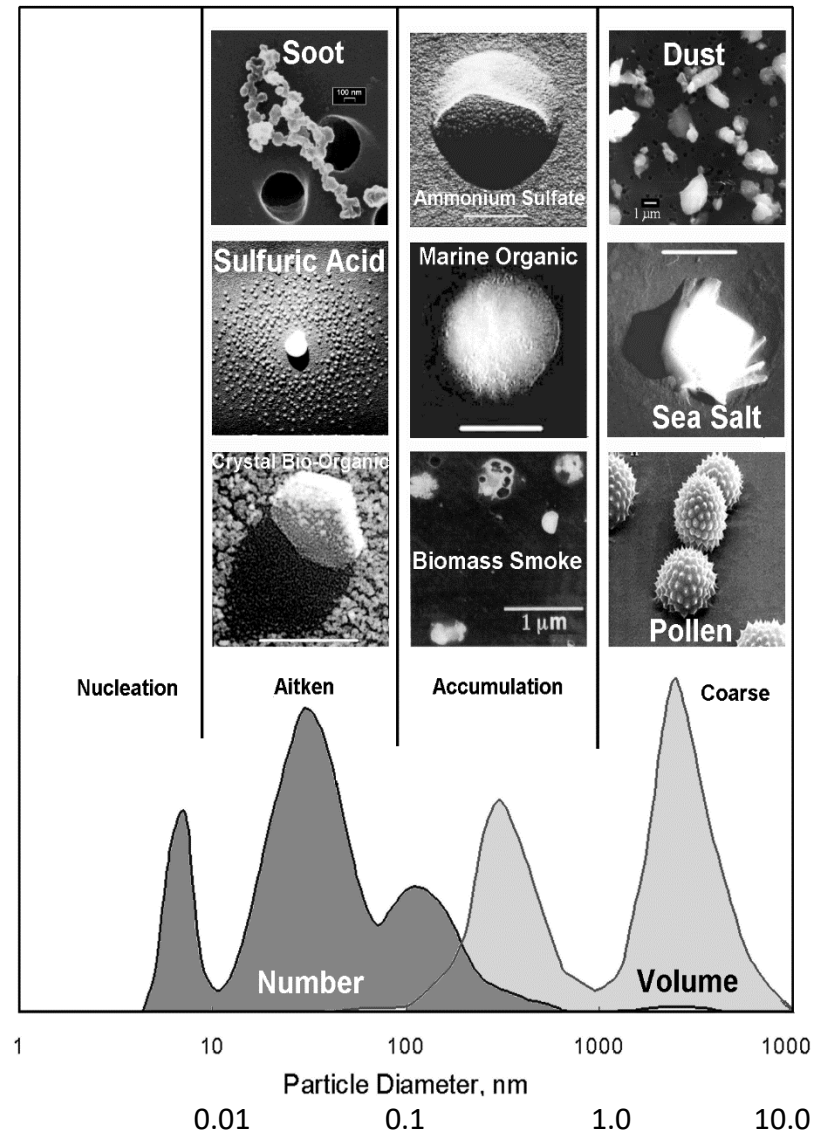 Soot
100 nm
Ammonium Sulfate
Dust
1 µm
Sulfuric Acid
Marine Organic
Sea Salt
Crystal Bio-Organic
Biomass Smoke
1 µm
Pollen
Nucleation
Aitken
Accumulation
Coarse
Number
Volume
1 10 100 1000 1000
Particle Diameter, nm
0.01 0.1 1.0 10.0